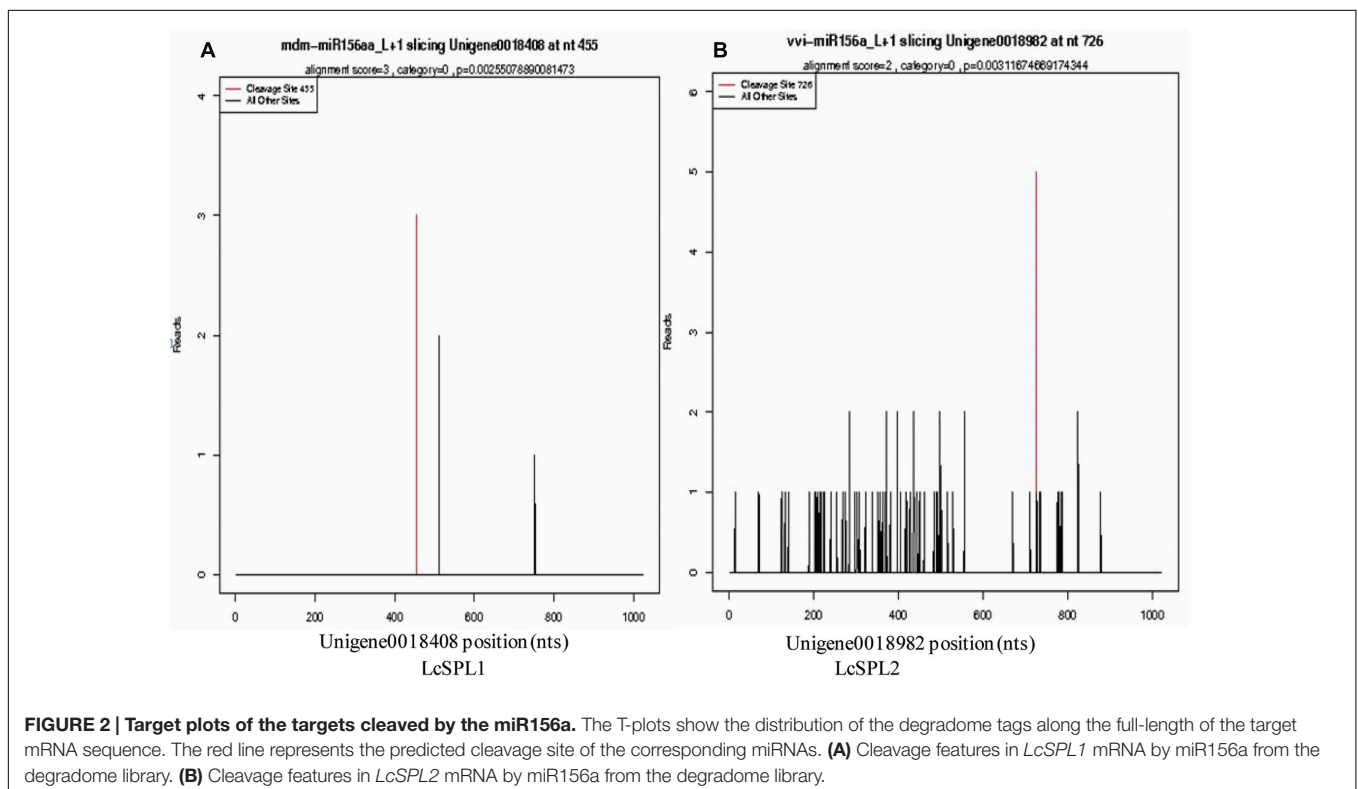 A
mdm-miR156aa_L+1 slicing Unigene0018408 at nt 455
alignment score=3 , category=0 , p=0.00255078890081473
Cleavage Site 455
All Other Sites
4
3
2
1
0
Reads
0 200 400 600 800 1000
Unigene0018408 position(nts)
LcSPL1
B
vvi-miR156a_L+1 slicing Unigene0018982 at nt 726
alignment score=2 , category=0 , p=0.00311674669174344
Cleavage Site 726
All Other Sites
6
5
4
3
2
1
0
Reads
0 200 400 600 800 1000
Unigene0018982 position(nts)
LcSPL2
FIGURE 2 | Target plots of the targets cleaved by the miR156a. The T-plots show the distribution of the degradome tags along the full-length of the target
mRNA sequence. The red line represents the predicted cleavage site of the corresponding miRNAs. (A) Cleavage features in LcSPL1 mRNA by miR156a from the
degradome library. (B) Cleavage features in LcSPL2 mRNA by miR156a from the degradome library.